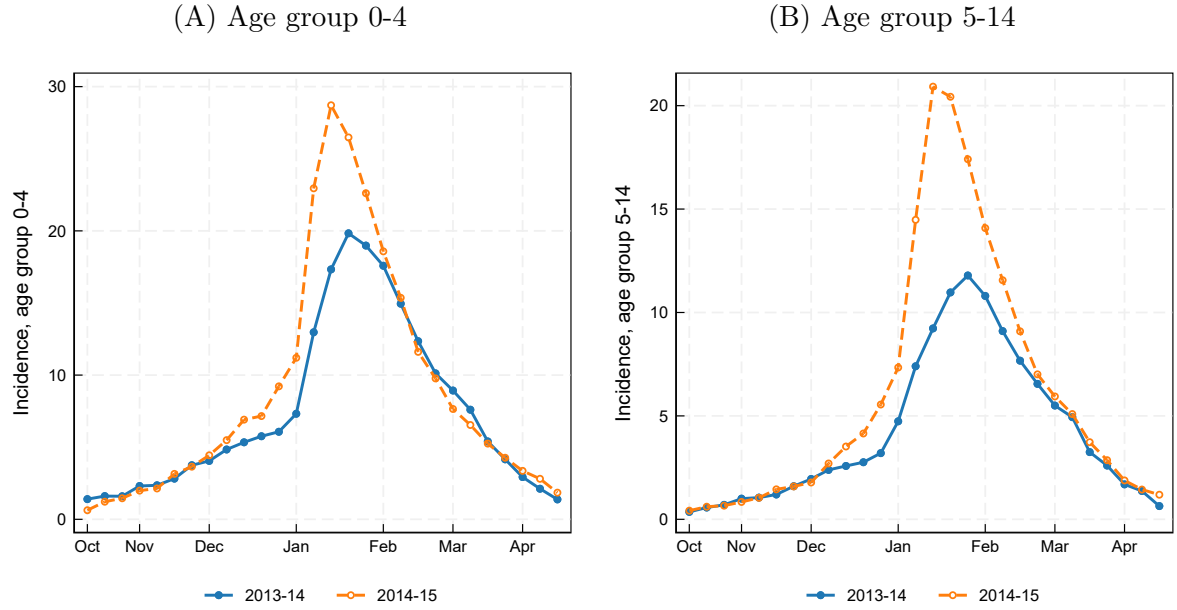 (A) Age group 0-4
Incidence, age group 0-4
30
20
10
0
Oct Nov Dec Jan Feb Mar Apr
2013-14 2014-15
(B) Age group 5-14
Incidence, age group 5-14
20
15
10
5
0
Oct Nov Dec Jan Feb Mar Apr
2013-14 2014-15